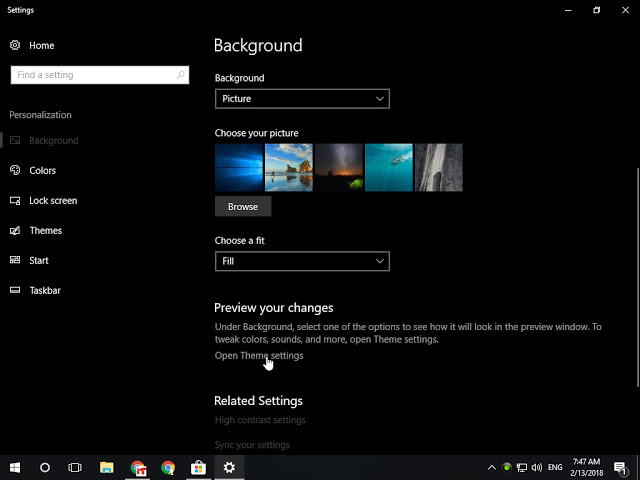 Settings
Home
Find a setting
Personalization
Background
Colors
Lock screen
Themes
Start
Taskbar
Background
Background
Picture
Choose your picture
Browse
Choose a fit
Fill
Preview your changes
Under Background, select one of the options to see how it will look in the preview window. To
tweak colors, sounds, and more, open Theme settings.
Open Theme settings
Related Settings
High contrast settings
Sync your settings
ENG
7:47 AM
2/13/2018
1